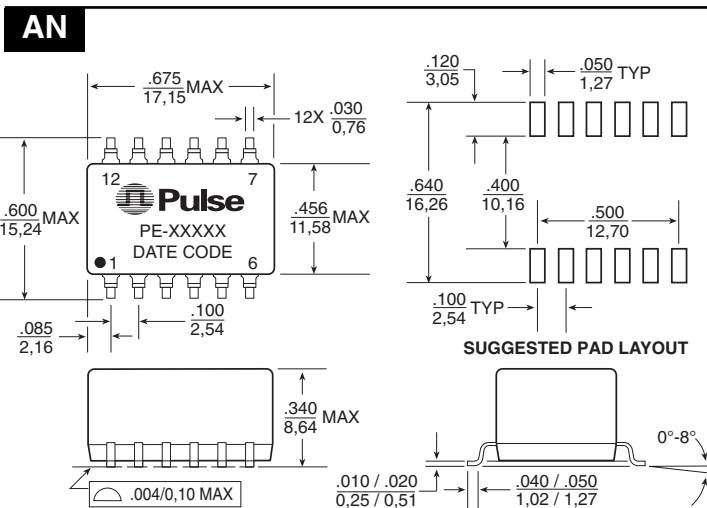 AN
.675
17,15 MAX
12X .030
0,76
.120
3,05
.050
1,27 TYP
12 7
Pulse
PE-XXXXX
DATE CODE
1 6
.600
15,24 MAX
.456
11,58 MAX
.640
16,26
.400
10,16
.500
12,70
.085
2,16
.100
2,54
.100
2,54 TYP
SUGGESTED PAD LAYOUT
.340
8,64 MAX
0°-8°
.004/0,10 MAX
.010 / .020
0,25 / 0,51
.040 / .050
1,02 / 1,27